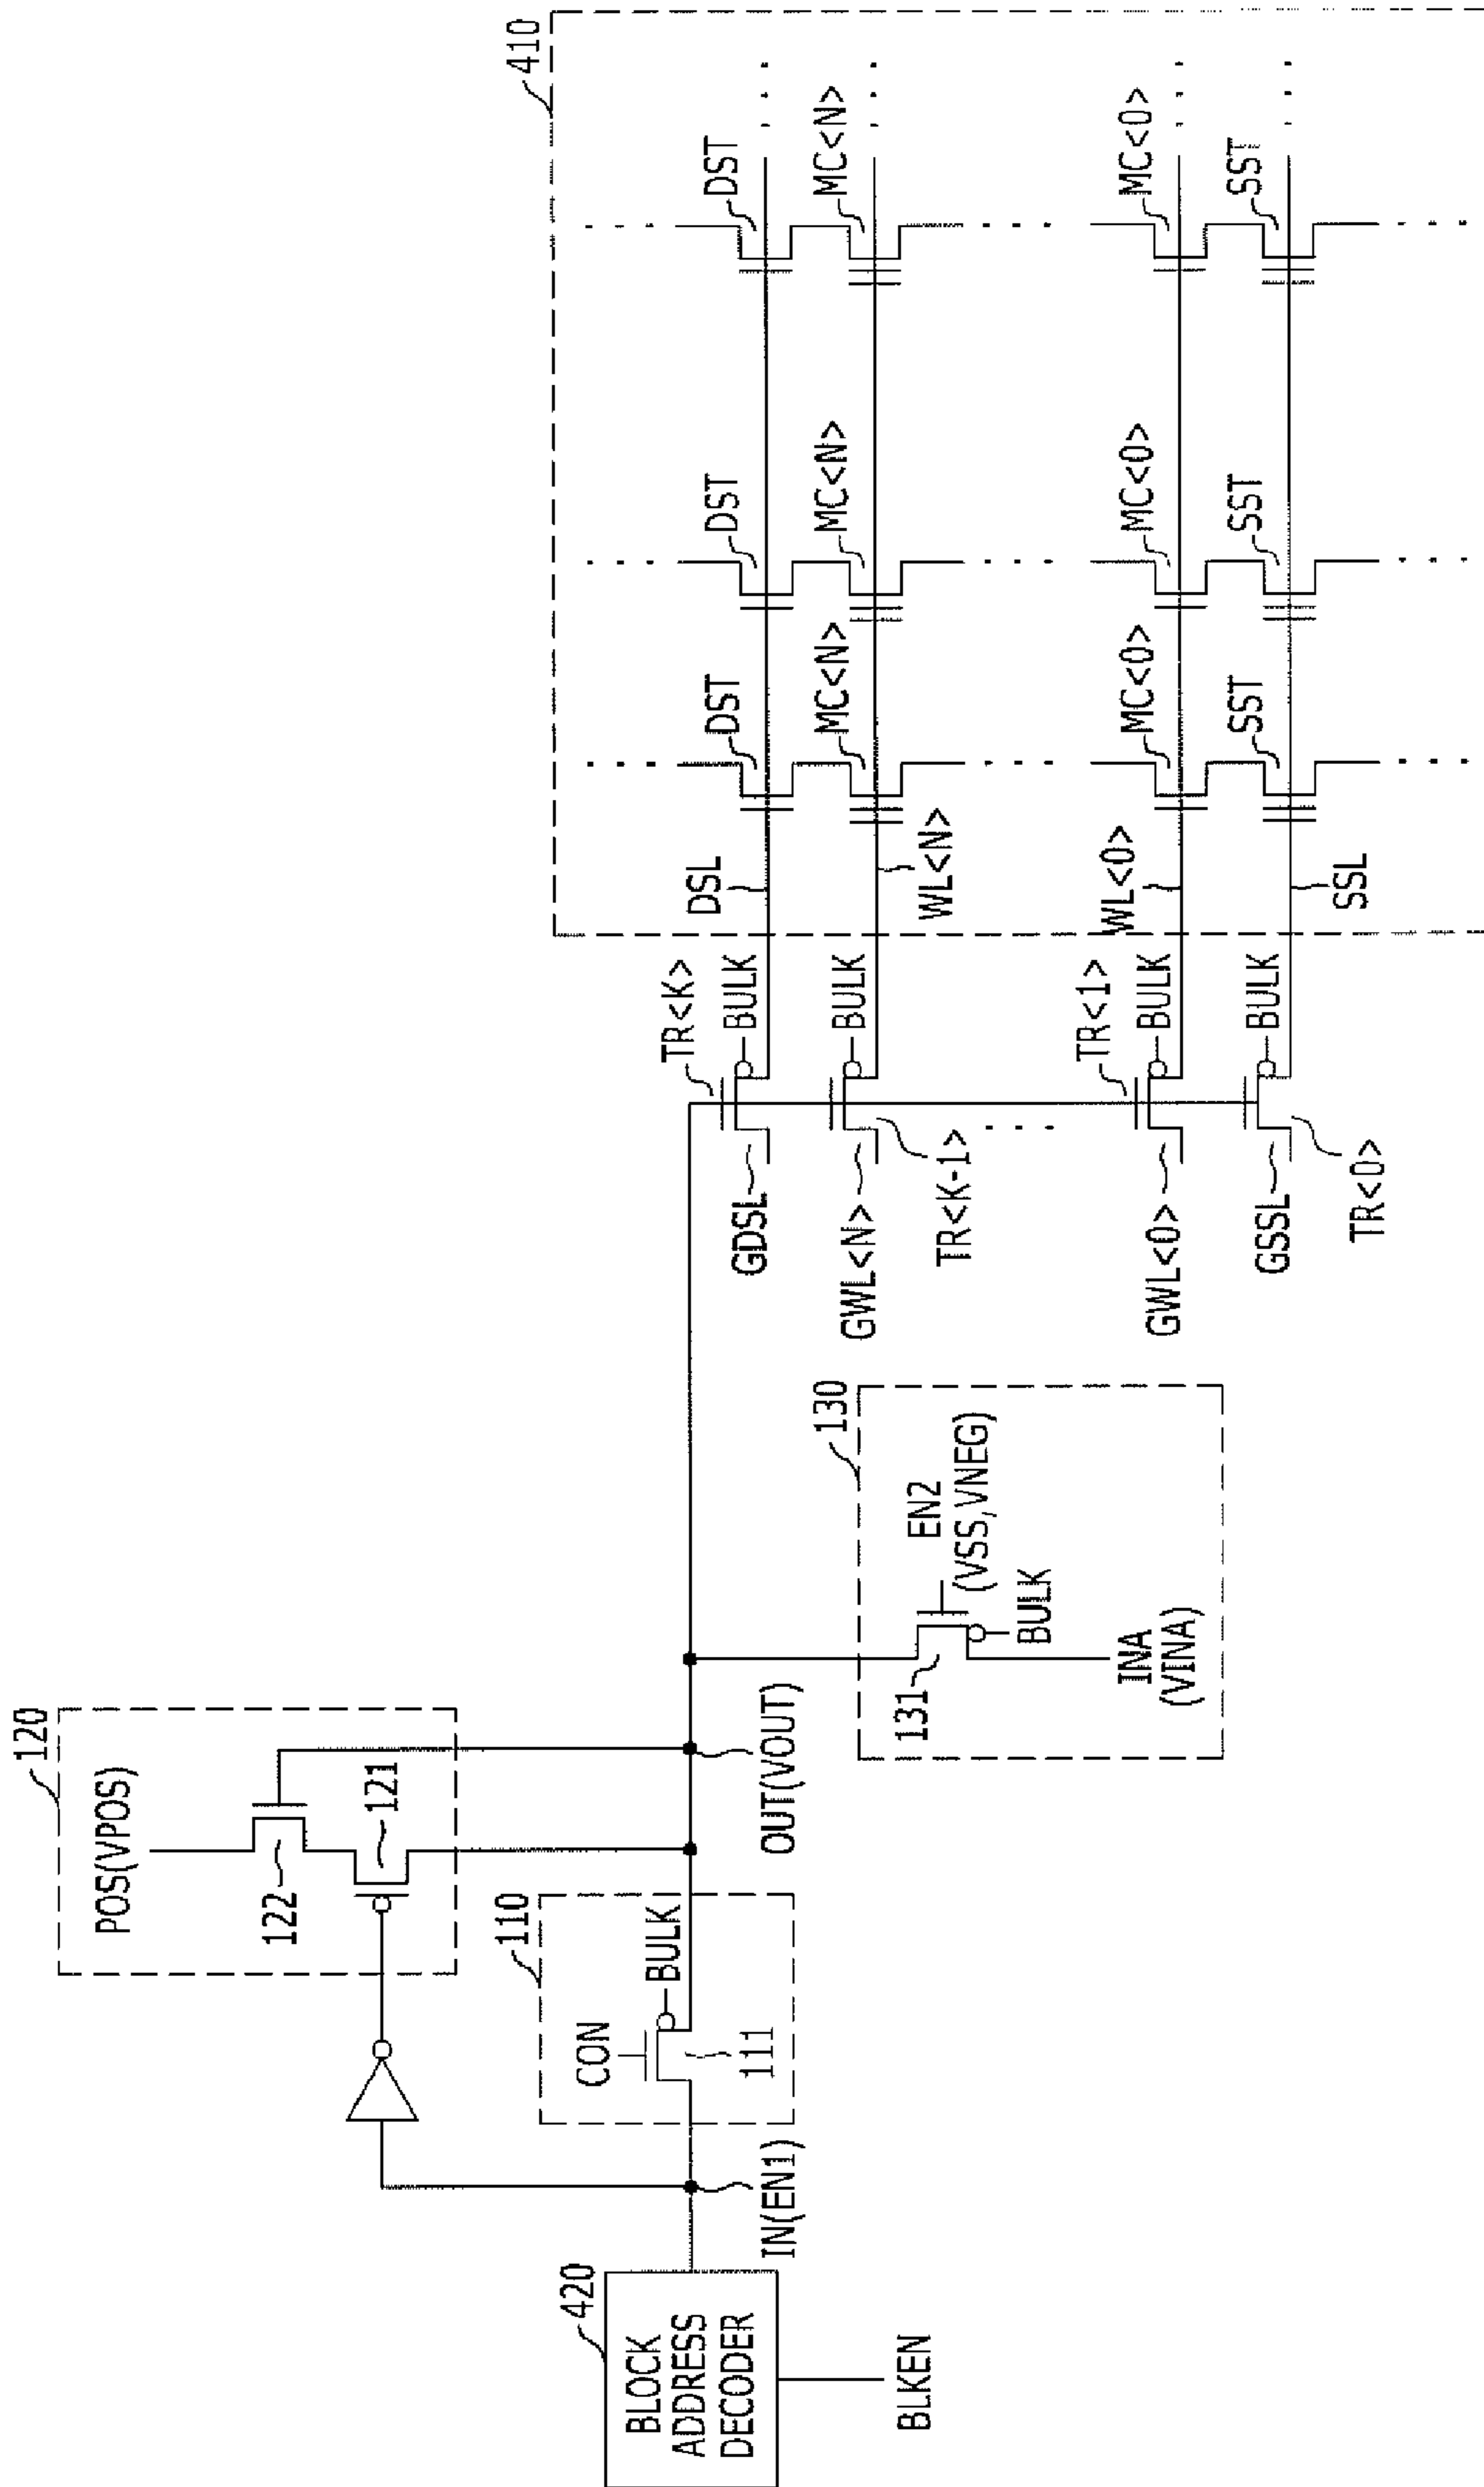 420
BLOCK
ADDRESS
DECODER
BLKEN
IN(EN1)
110
CON
BULK
111
120
POS(VPOS)
122
121
OUT(VOUT)
130
EN2
(VSS,VNEG)
131
BULK
INA
(VINA)
TR<K>
BULK
GDSL
BULK
GWL<N>
TR<K-1>
TR<1>
BULK
GWL<0>
BULK
GSSL
TR<0>
410
DSL
DST
DST
DST
WL<N>
MC<N>
MC<N>
MC<N>
WL<0>
MC<0>
MC<0>
MC<0>
SSL
SST
SST
SST